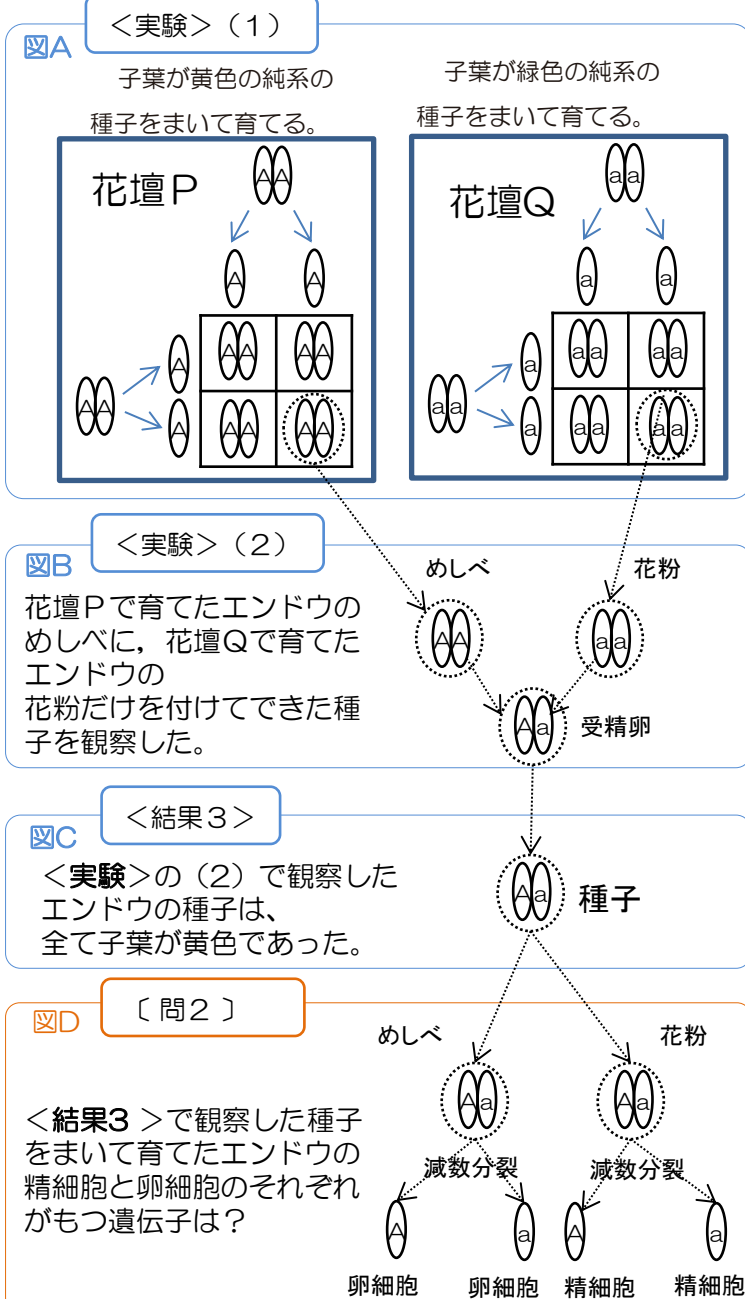 図A
＜実験＞（１）
子葉が黄色の純系の
種子をまいて育てる。
子葉が緑色の純系の
種子をまいて育てる。
花壇Ｐ
AA
A A
AA
A
A
AA AA
AA AA
花壇Q
aa
a a
aa
a
a
aa aa
aa aa
図B
＜実験＞（２）
花壇Ｐで育てたエンドウの
めしべに，花壇Ｑで育てた
エンドウの
花粉だけを付けてできた種
子を観察した。
めしべ
花粉
AA
aa
Aa
受精卵
図C
＜結果３＞
＜実験＞の（２）で観察した
エンドウの種子は、
全て子葉が黄色であった。
Aa
種子
図D
〔 問２ 〕
＜結果3 ＞で観察した種子
をまいて育てたエンドウの
精細胞と卵細胞のそれぞれ
がもつ遺伝子は？
めしべ
花粉
Aa
Aa
減数分裂
減数分裂
A
a
A
a
卵細胞
卵細胞
精細胞
精細胞